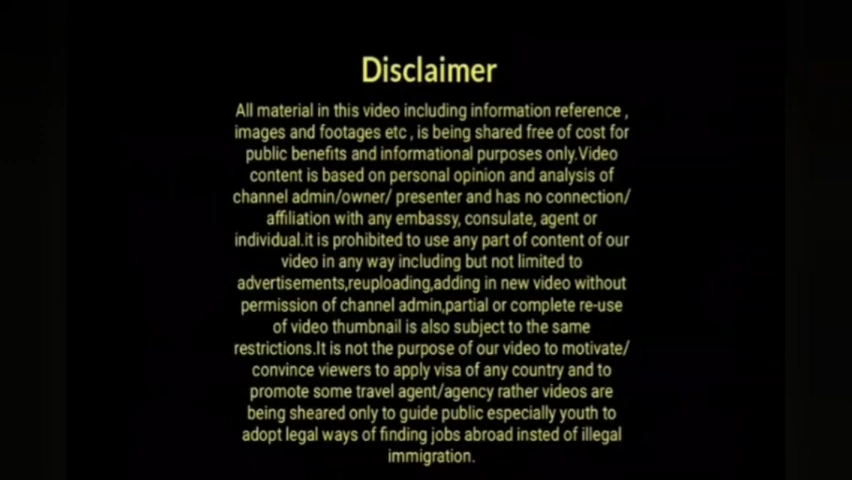 Disclaimer
All material in this video including information reference ,
images and footages etc , is being shared free of cost for
public benefits and informational purposes only.Video
content is based on personal opinion and analysis of
channel admin/owner/ presenter and has no connection/
affiliation with any embassy, consulate, agent or
individual.it is prohibited to use any part of content of our
video in any way including but not limited to
advertisements,reuploading,adding in new video without
permission of channel admin,partial or complete re-use
of video thumbnail is also subject to the same
restrictions.It is not the purpose of our video to motivate/
convince viewers to apply visa of any country and to
promote some travel agent/agency rather videos are
being sheared only to guide public especially youth to
adopt legal ways of finding jobs abroad insted of illegal
immigration.